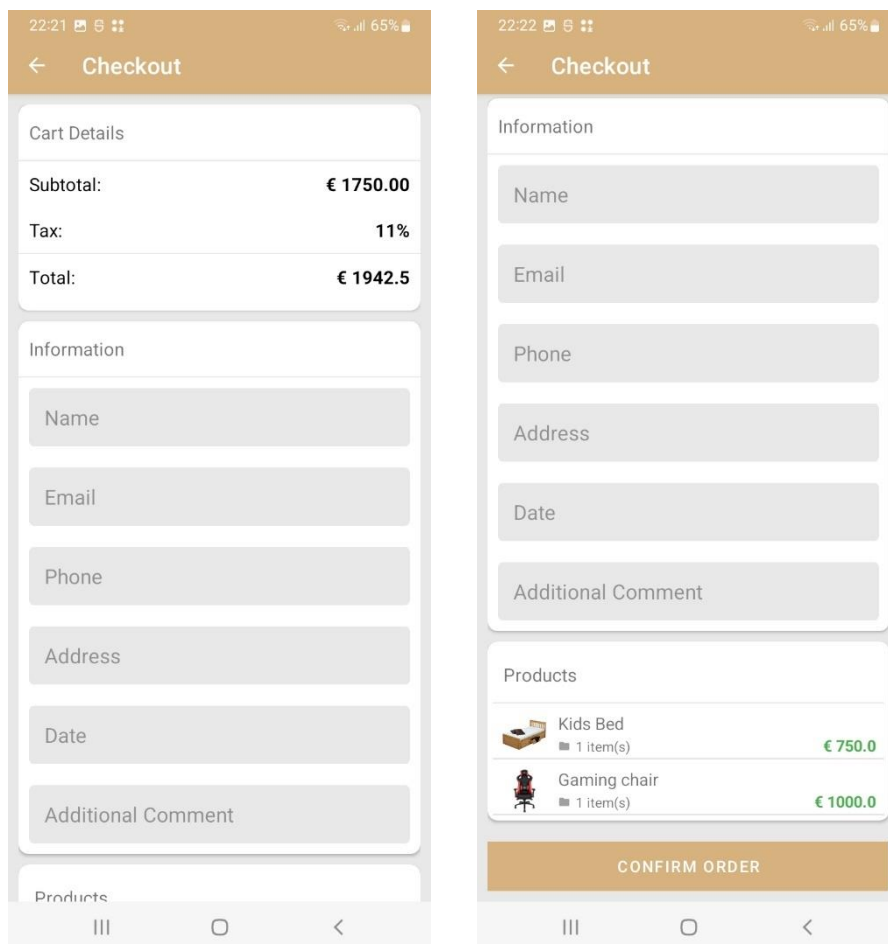 22:21 65%
Checkout
Cart Details
Subtotal: € 1750.00
Tax: 11%
Total: € 1942.5
Information
Name
Email
Phone
Address
Date
Additional Comment
Products
22:22 65%
Checkout
Information
Name
Email
Phone
Address
Date
Additional Comment
Products
Kids Bed
1 item(s) € 750.0
Gaming chair
1 item(s) € 1000.0
CONFIRM ORDER